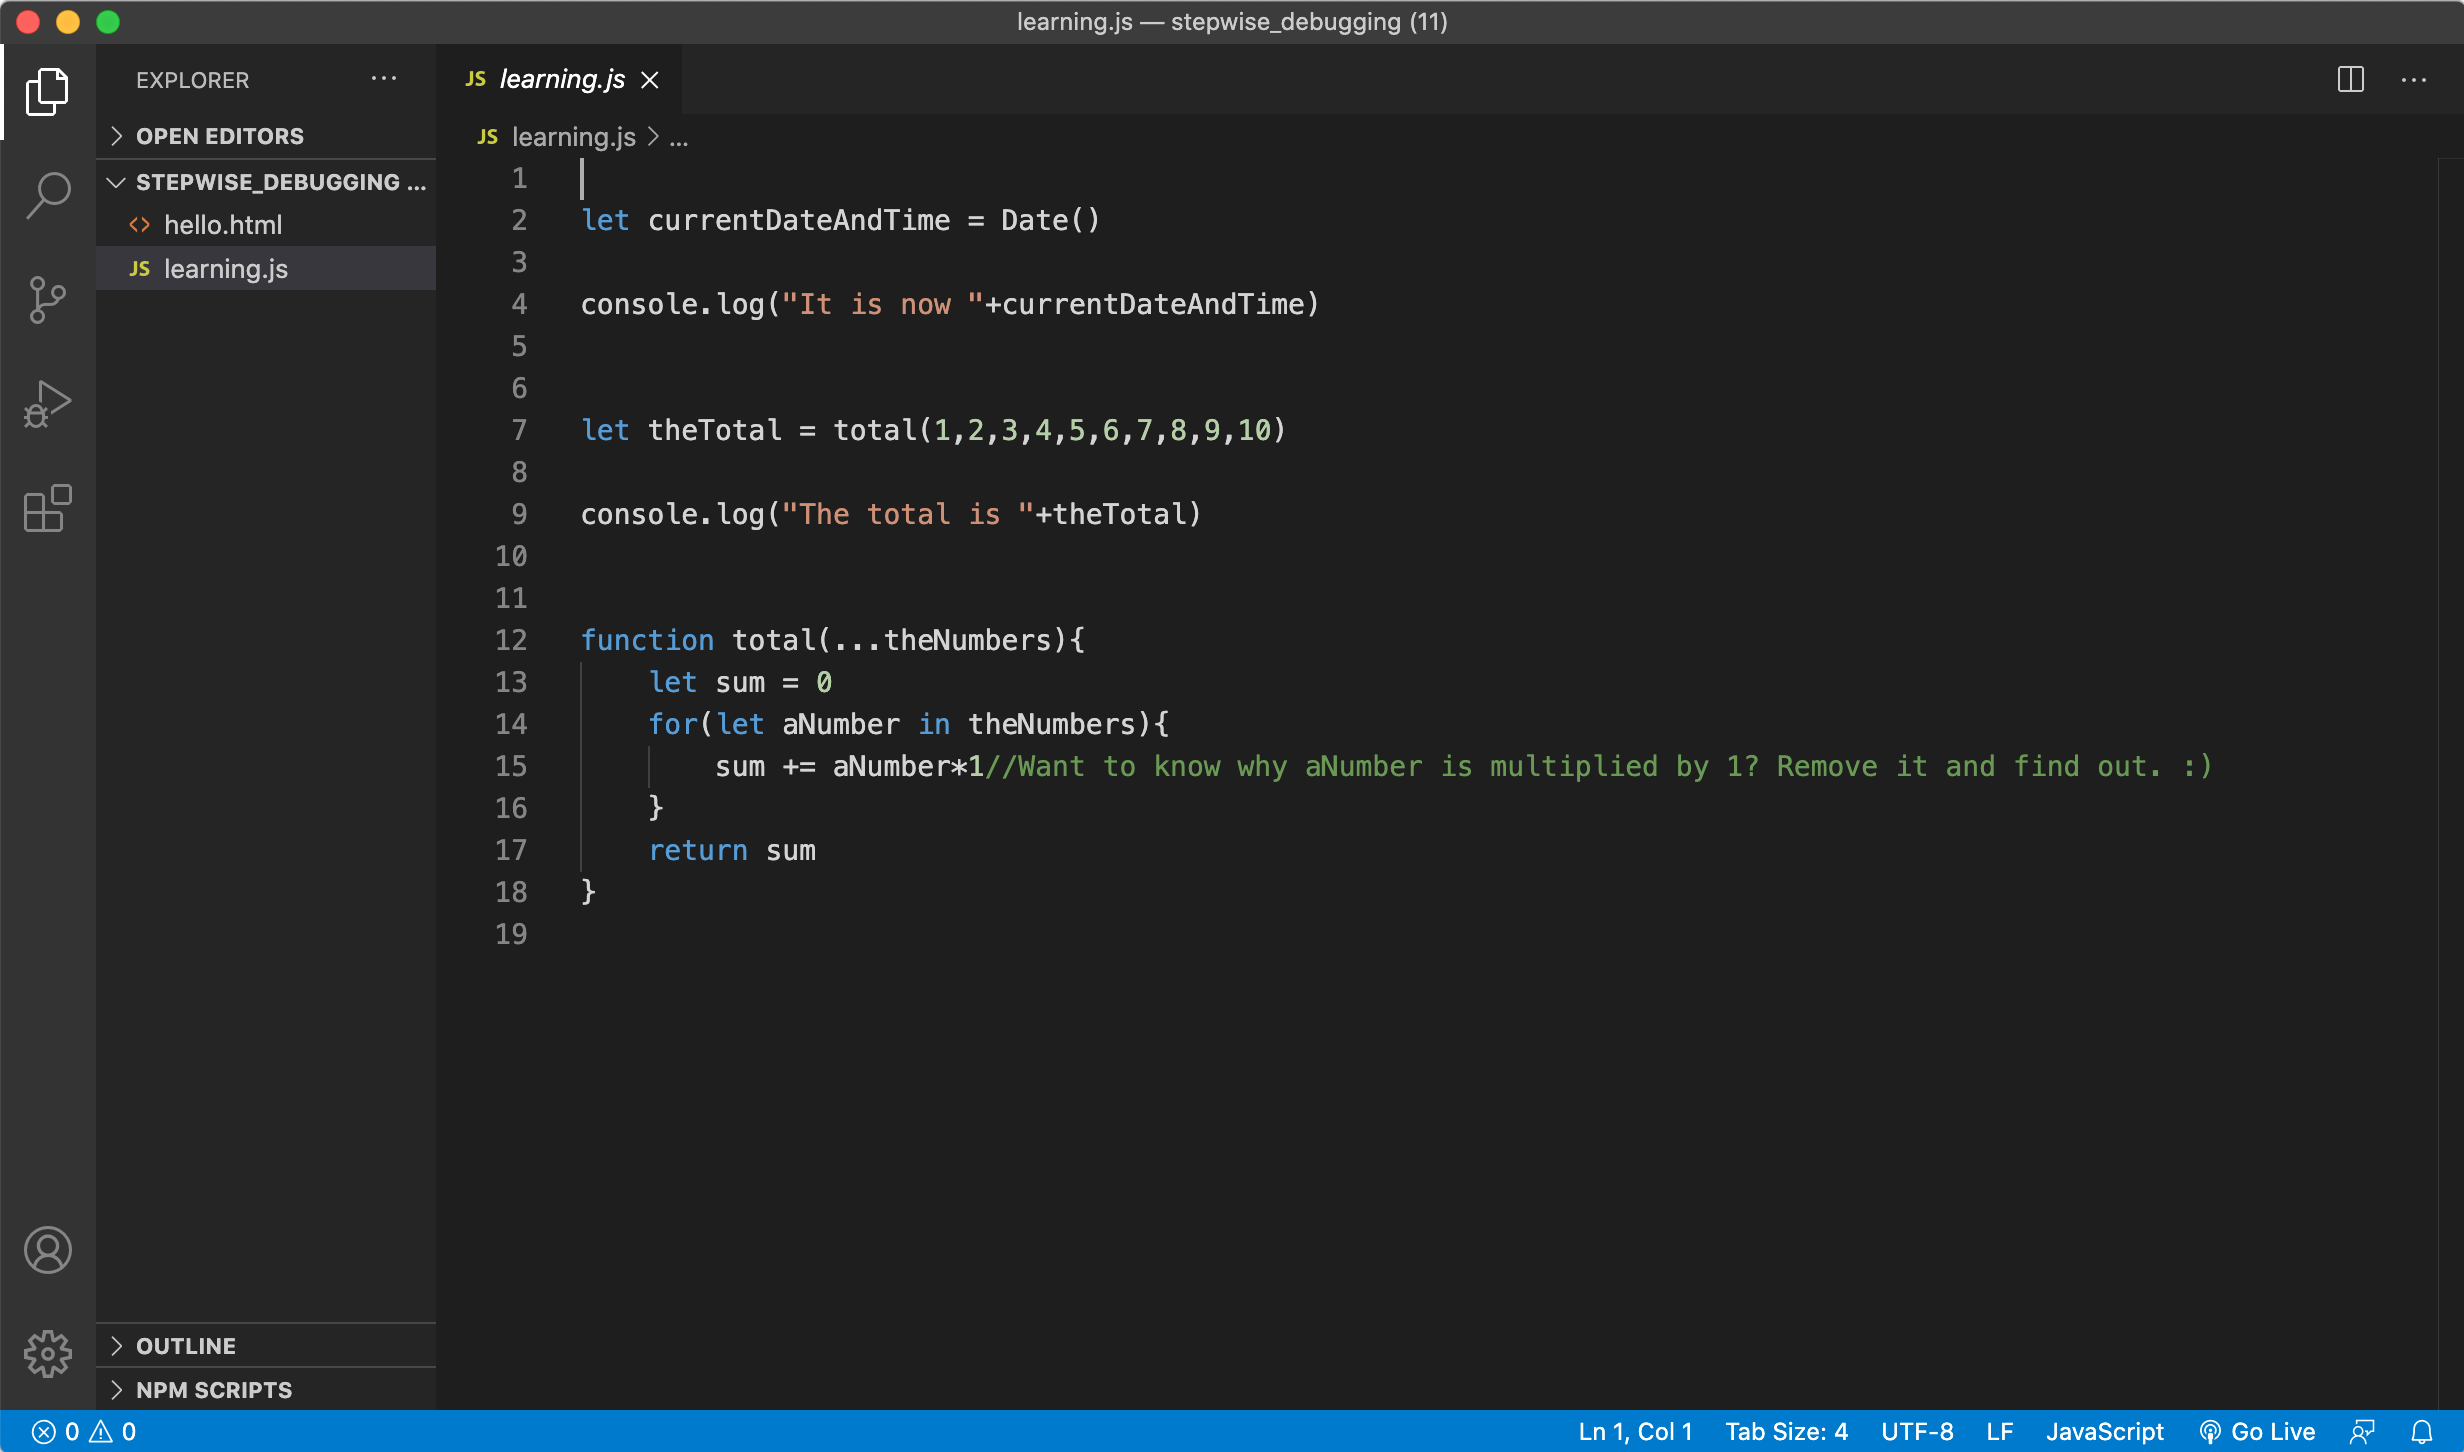 learning.js — stepwise_debugging (11)
EXPLORER
OPEN EDITORS
STEPWISE_DEBUGGING ...
hello.html
JS learning.js
OUTLINE
NPM SCRIPTS
JS learning.js
JS learning.js > ...
1
2 let currentDateAndTime = Date()
3
4 console.log("It is now "+currentDateAndTime)
5
6
7 let theTotal = total(1,2,3,4,5,6,7,8,9,10)
8
9 console.log("The total is "+theTotal)
10
11
12 function total(...theNumbers){
13     let sum = 0
14     for(let aNumber in theNumbers){
15         sum += aNumber*1//Want to know why aNumber is multiplied by 1? Remove it and find out. :)
16     }
17     return sum
18 }
19
0 0 Ln 1, Col 1 Tab Size: 4 UTF-8 LF JavaScript Go Live